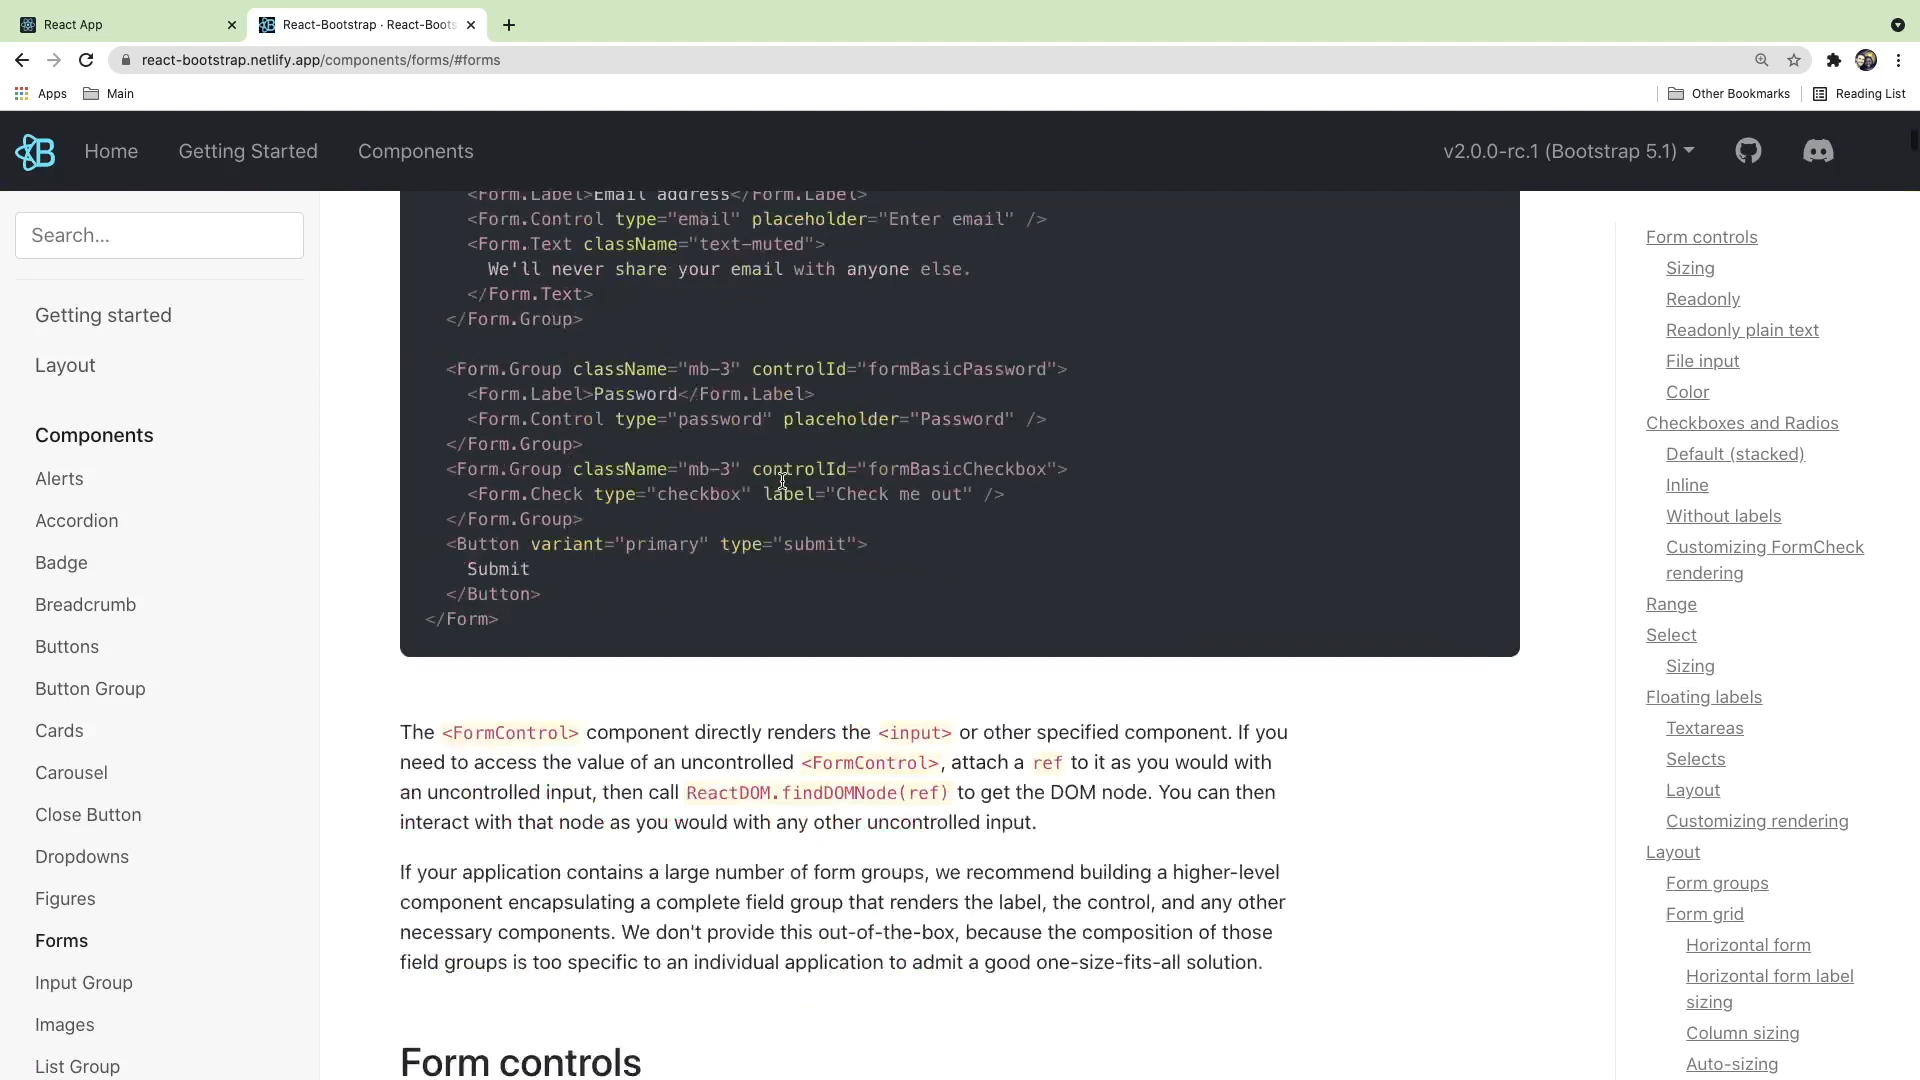 React App
React-Bootstrap · React-Boots
react-bootstrap.netlify.app/components/forms/#forms
Apps
Main
Other Bookmarks
Reading List
Home
Getting Started
Components
v2.0.0-rc.1 (Bootstrap 5.1)
Search...
Getting started
Layout
Components
Alerts
Accordion
Badge
Breadcrumb
Buttons
Button Group
Cards
Carousel
Close Button
Dropdowns
Figures
Forms
Input Group
Images
List Group
<Form.Label>Email address</Form.Label>
<Form.Control type="email" placeholder="Enter email" />
<Form.Text className="text-muted">
We'll never share your email with anyone else.
</Form.Text>
</Form.Group>
<Form.Group className="mb-3" controlId="formBasicPassword">
<Form.Label>Password</Form.Label>
<Form.Control type="password" placeholder="Password" />
</Form.Group>
<Form.Group className="mb-3" controlId="formBasicCheckbox">
<Form.Check type="checkbox" label="Check me out" />
</Form.Group>
<Button variant="primary" type="submit">
Submit
</Button>
</Form>
The <FormControl> component directly renders the <input> or other specified component. If you
need to access the value of an uncontrolled <FormControl>, attach a ref to it as you would with
an uncontrolled input, then call ReactDOM.findDOMNode(ref) to get the DOM node. You can then
interact with that node as you would with any other uncontrolled input.
If your application contains a large number of form groups, we recommend building a higher-level
component encapsulating a complete field group that renders the label, the control, and any other
necessary components. We don't provide this out-of-the-box, because the composition of those
field groups is too specific to an individual application to admit a good one-size-fits-all solution.
Form controls
Form controls
Sizing
Readonly
Readonly plain text
File input
Color
Checkboxes and Radios
Default (stacked)
Inline
Without labels
Customizing FormCheck
rendering
Range
Select
Sizing
Floating labels
Textareas
Selects
Layout
Customizing rendering
Layout
Form groups
Form grid
Horizontal form
Horizontal form label
sizing
Column sizing
Auto-sizing